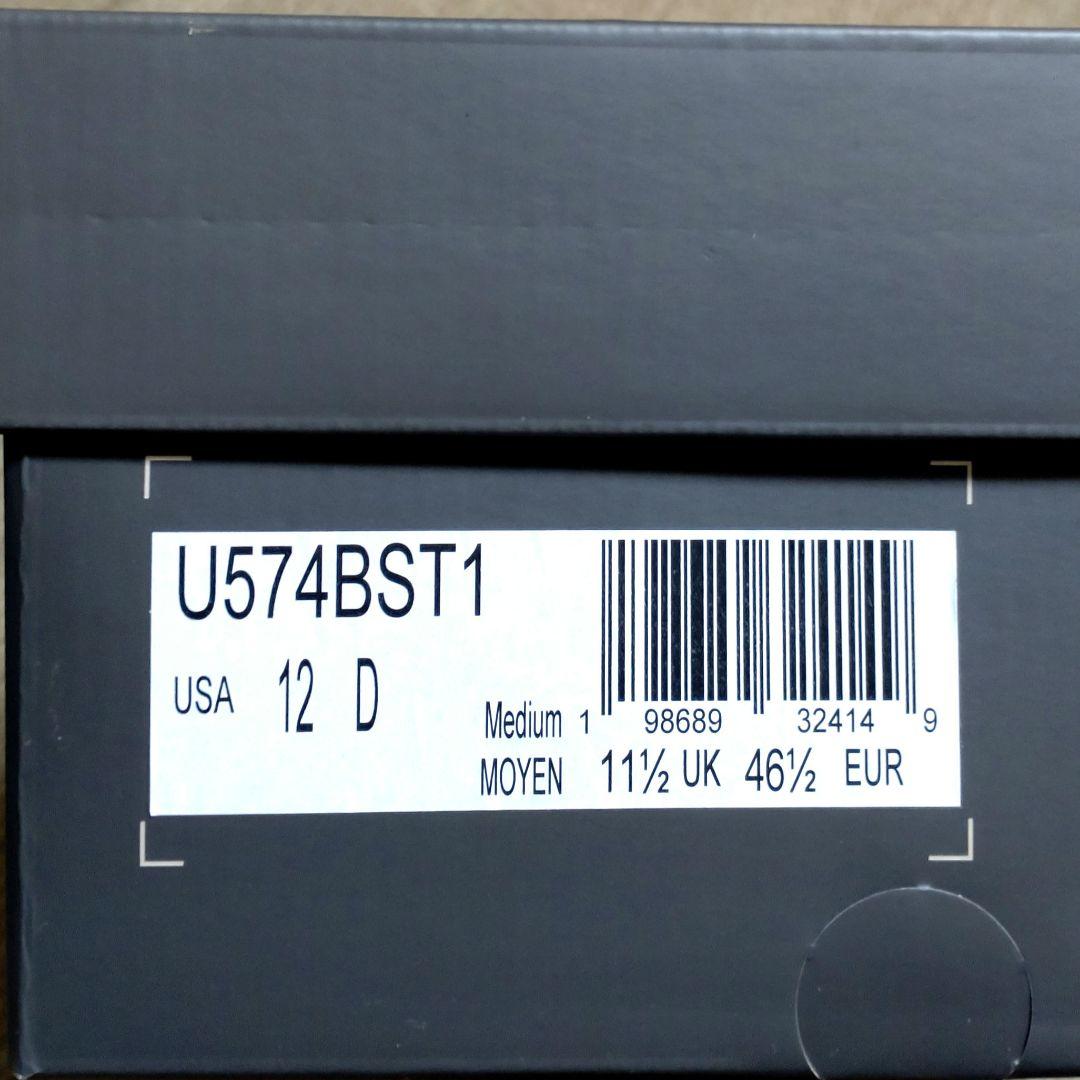 U574BST1
USA 12 D
Medium 1 98689 32414 9
MOYEN 11½ UK 46½ EUR